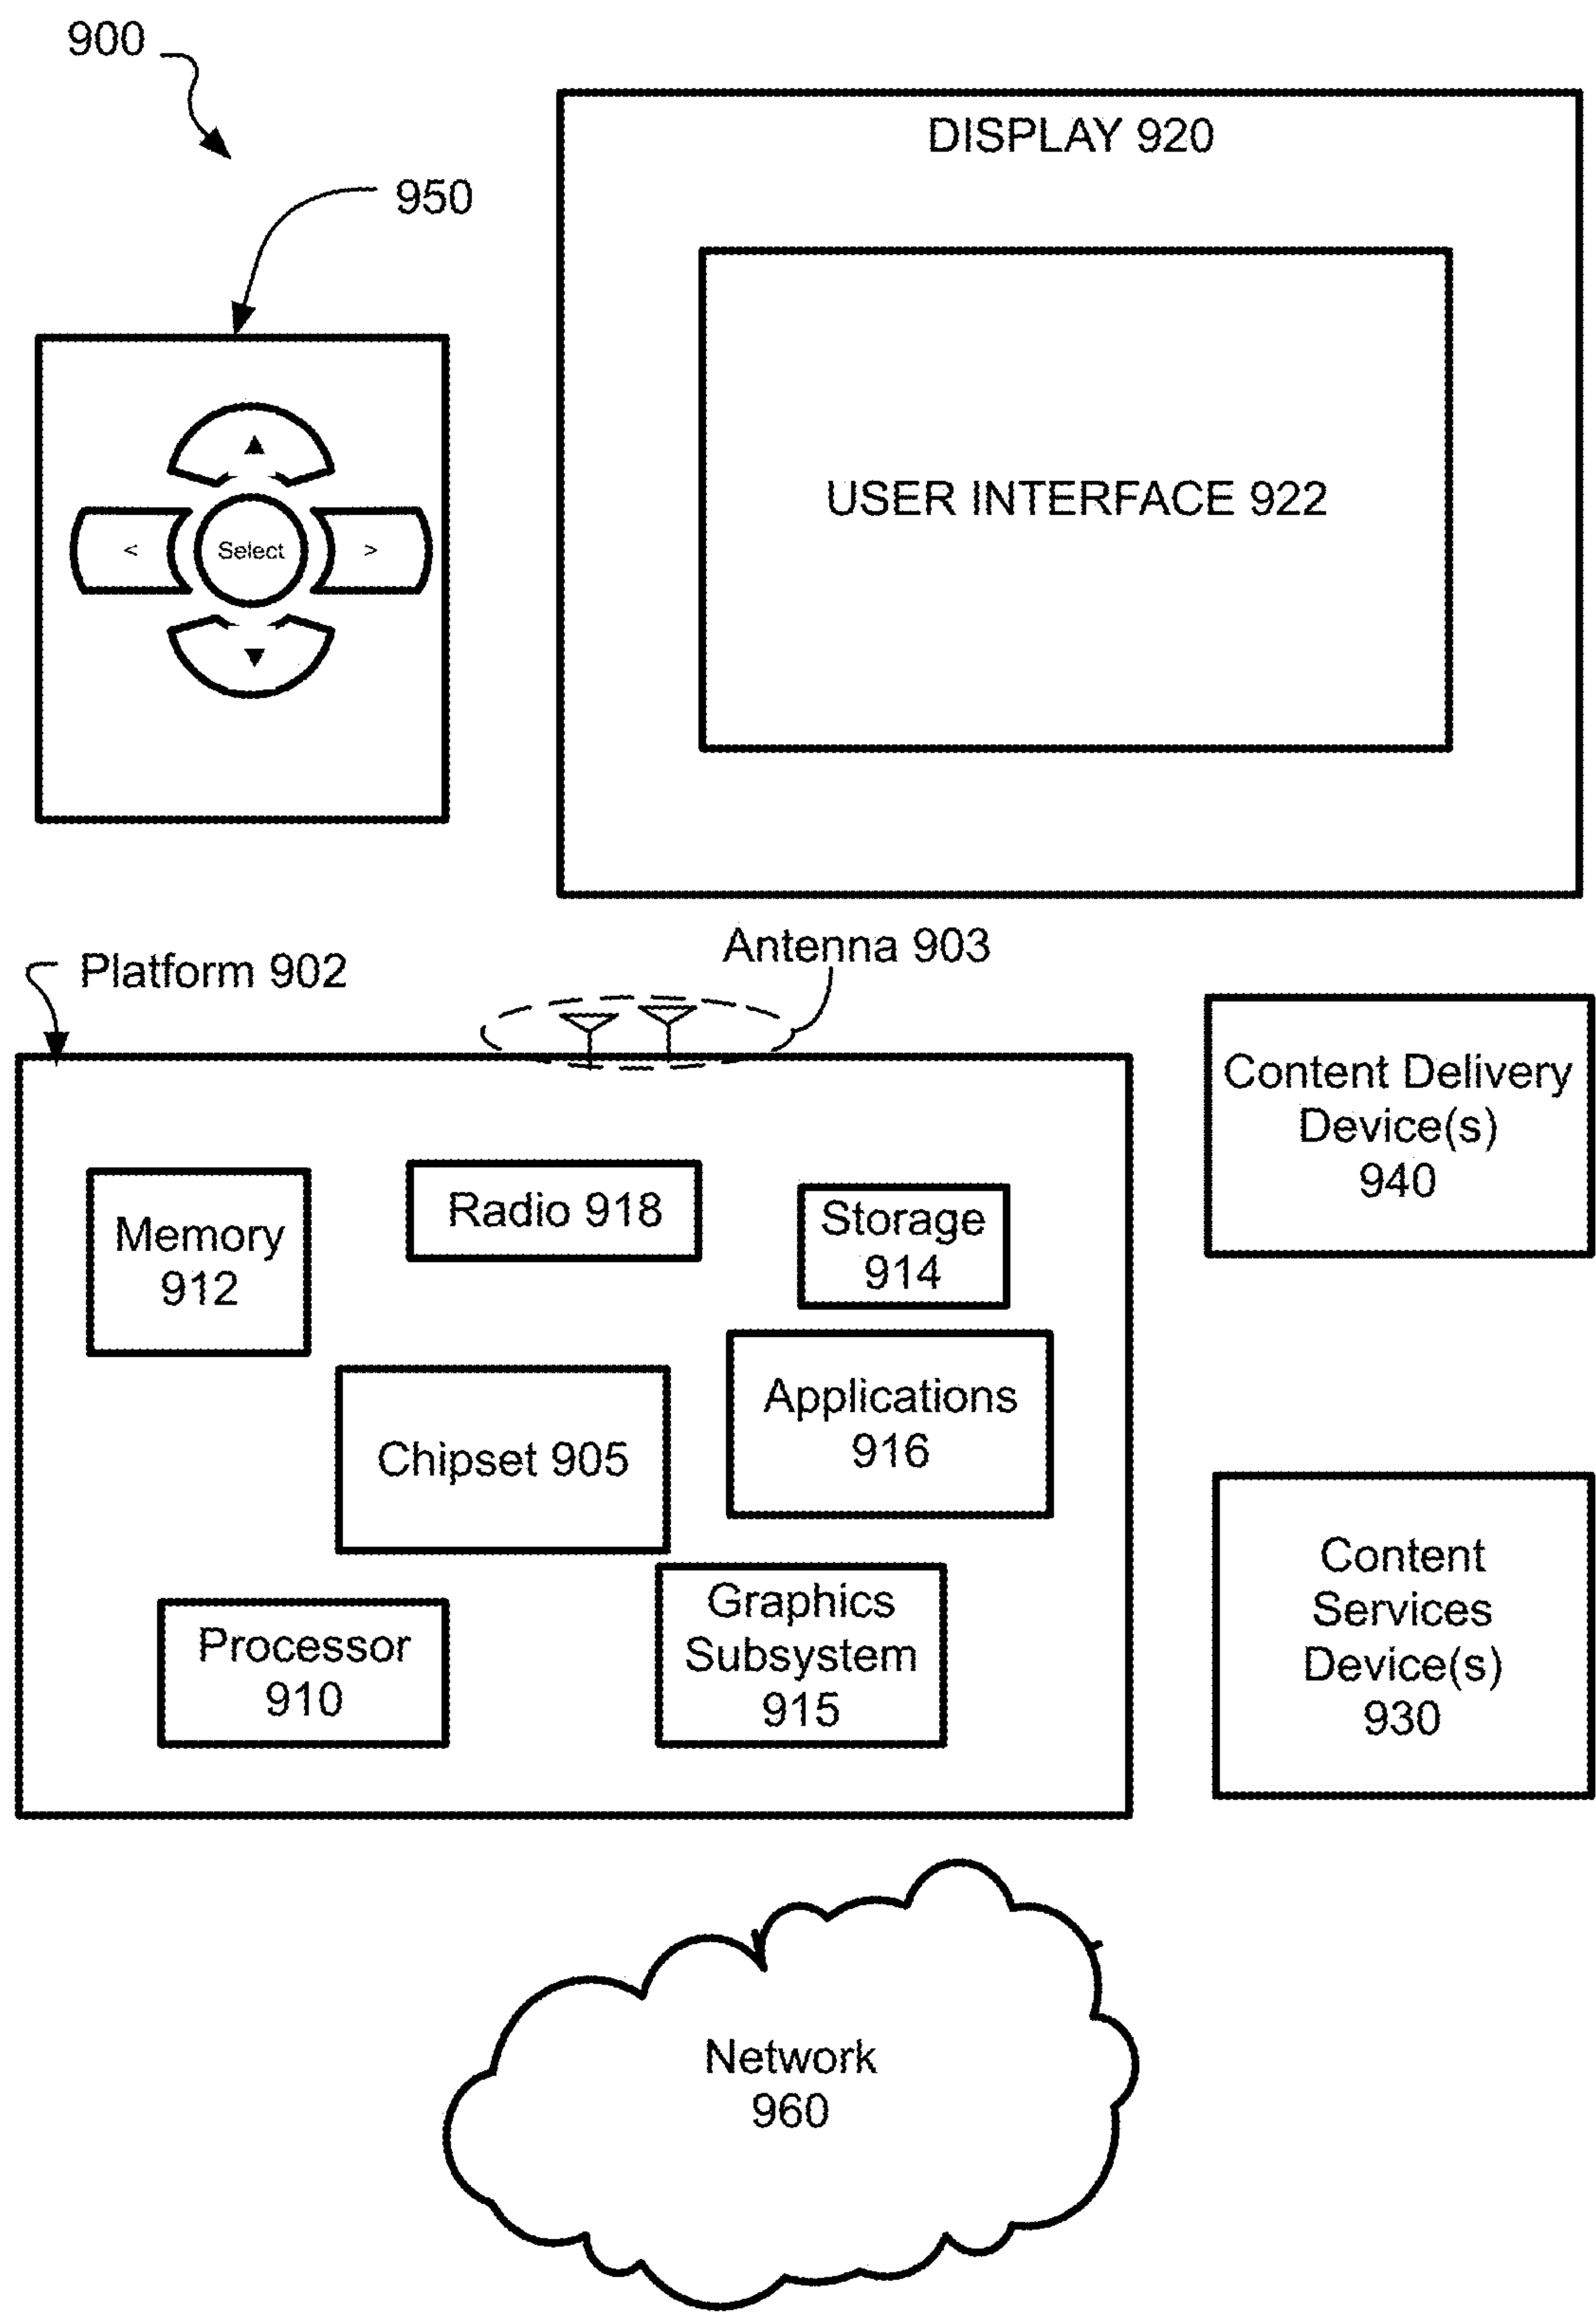 900
950
DISPLAY 920
USER INTERFACE 922
<
Select
>
Platform 902
Antenna 903
Memory
912
Radio 918
Storage
914
Chipset 905
Applications
916
Processor
910
Graphics
Subsystem
915
Content Delivery
Device(s)
940
Content
Services
Device(s)
930
Network
960